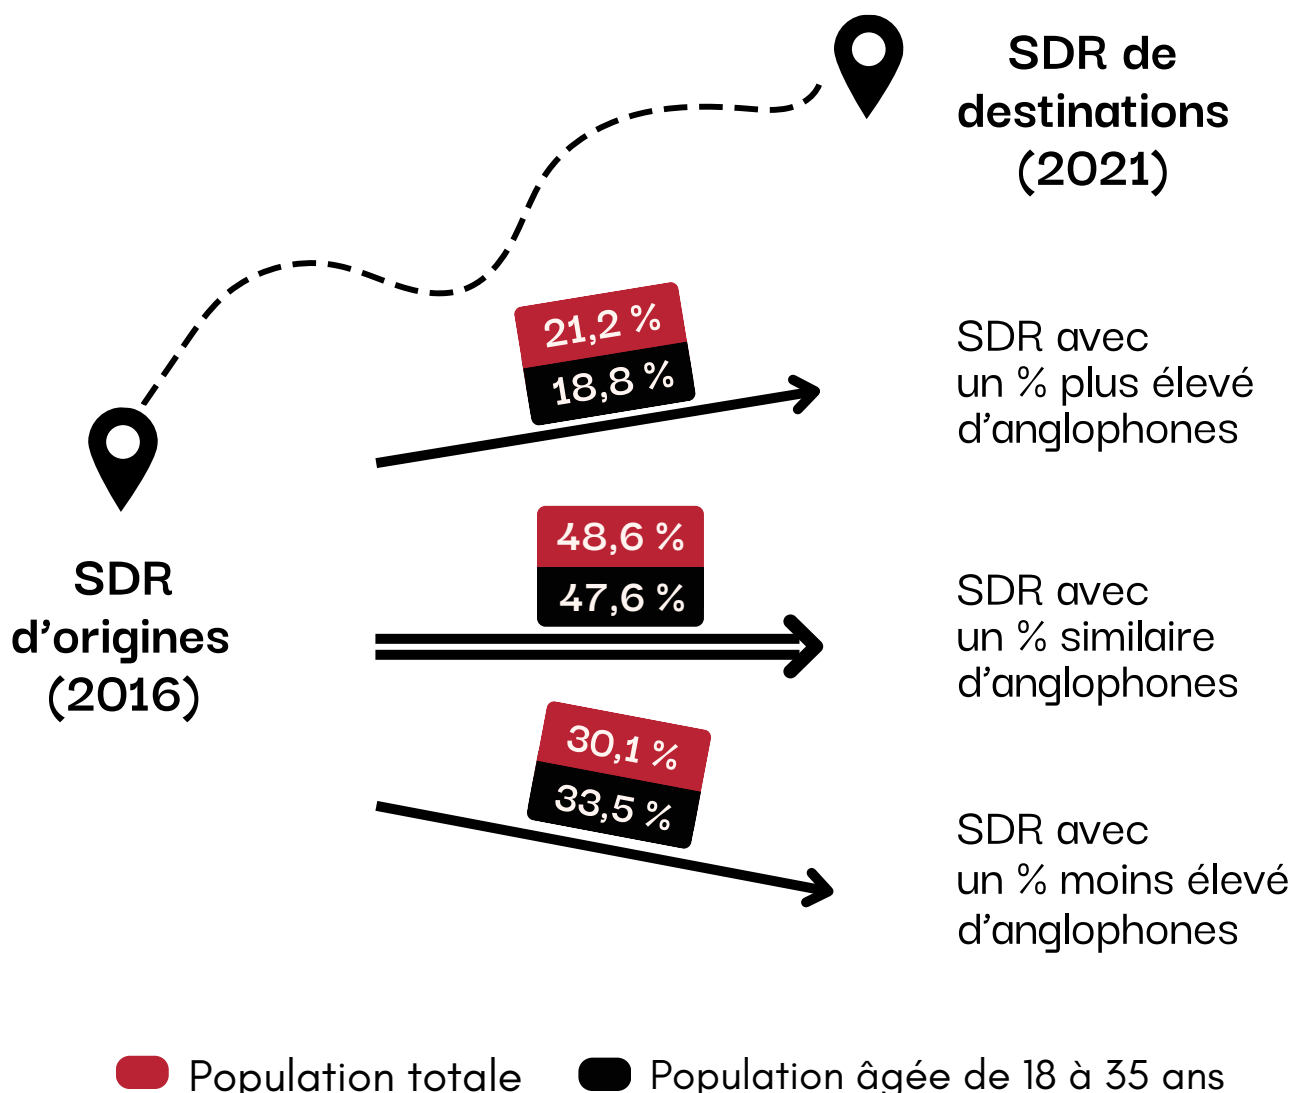 SDR de
destinations
(2021)
21,2 %
18,8 %
SDR avec
un % plus élevé
d'anglophones
SDR
d'origines
(2016)
48,6 %
47,6 %
SDR avec
un % similaire
d'anglophones
30,1 %
33,5 %
SDR avec
un % moins élevé
d'anglophones
Population totale
Population âgée de 18 à 35 ans